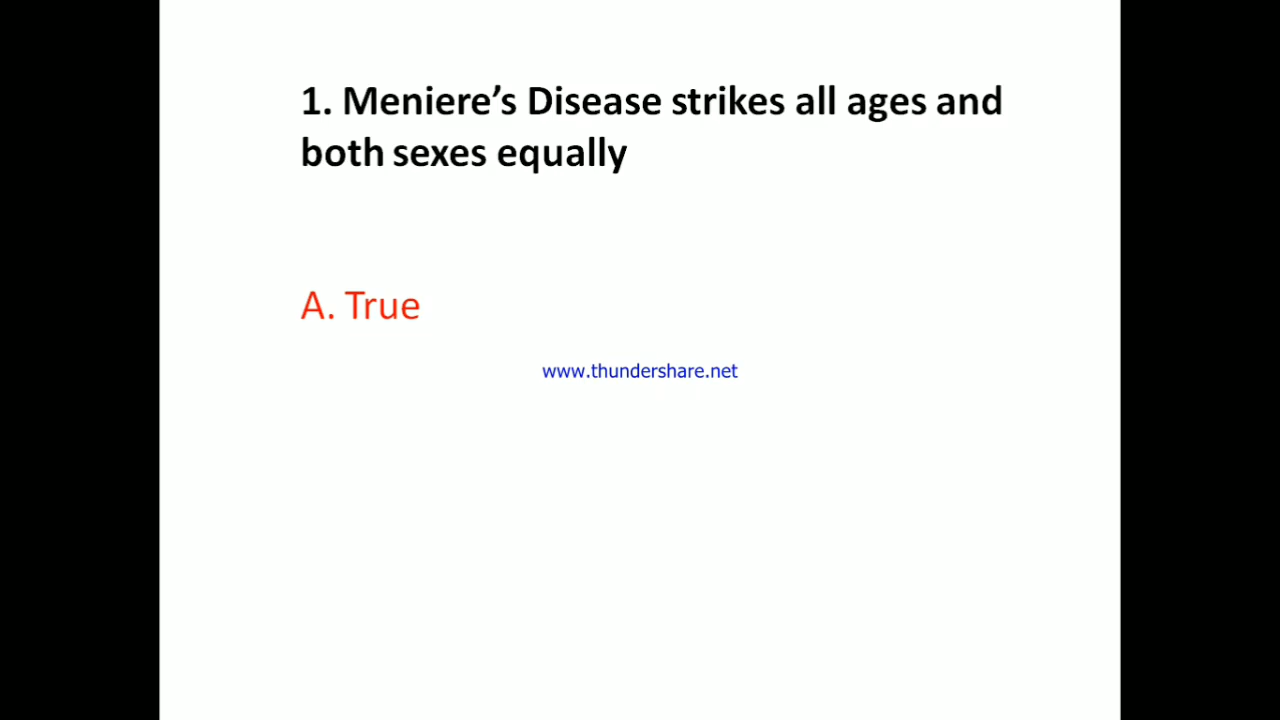 1. Meniere’s Disease strikes all ages and
both sexes equally
A. True
www.thundershare.net